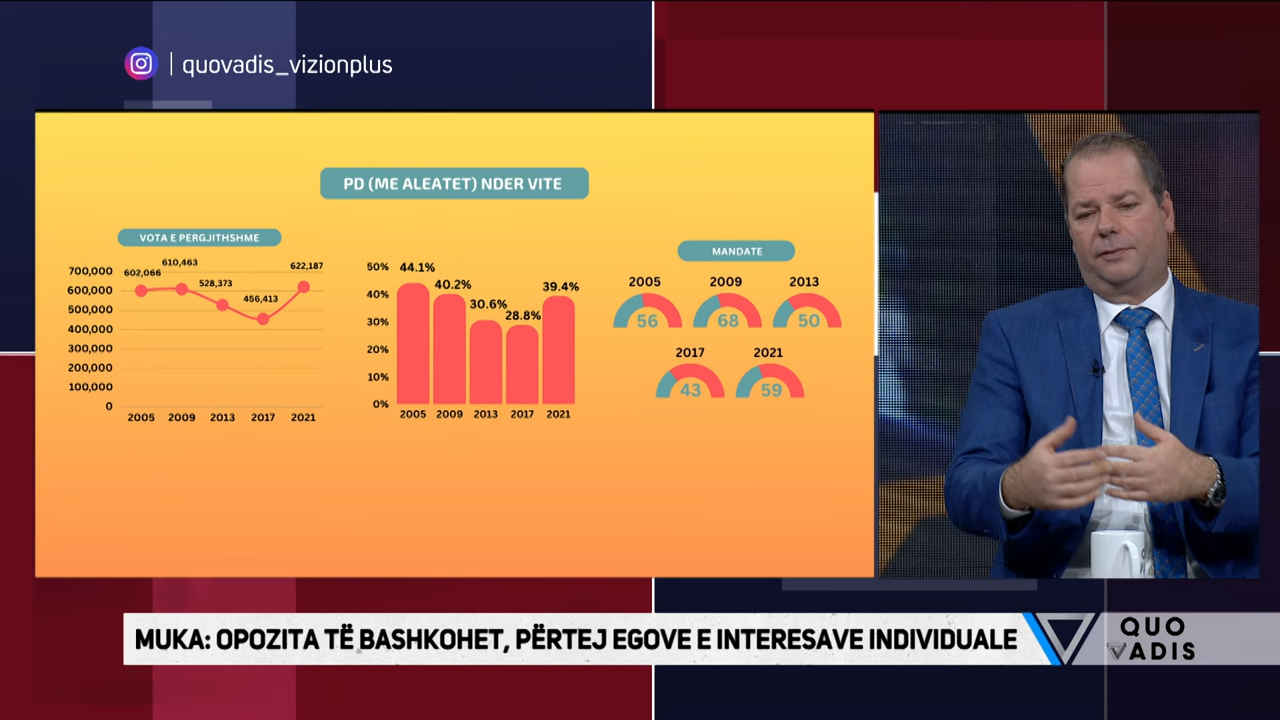 quovadis_vizionplus
PD (ME ALEATET) NDER VITE
VOTA E PERGJITHSHME
700,000
600,000
500,000
400,000
300,000
200,000
100,000
0
602,066
610,463
528,373
456,413
622,187
2005 2009 2013 2017 2021
50%
40%
30%
20%
10%
0%
44.1%
40.2%
30.6%
28.8%
39.4%
2005 2009 2013 2017 2021
MANDATE
2005 2009 2013
56 68 50
2017 2021
43 59
MUKA: OPOZITA TË BASHKOHET, PËRTEJ EGOVE E INTERESAVE INDIVIDUALE
QUO
VADIS